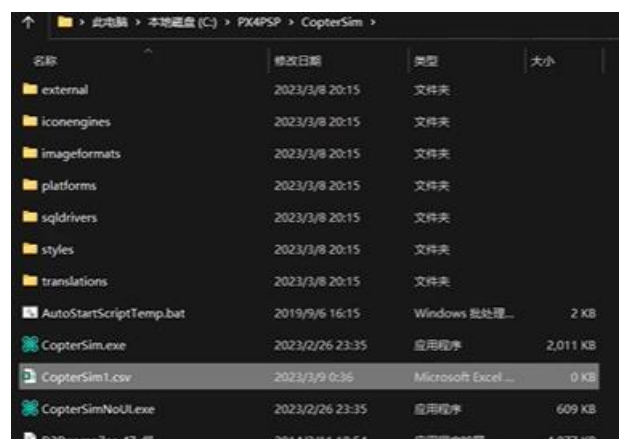 此电脑 > 本地磁盘 (C:) > PX4PSP > CopterSim >
名称 修改日期 类型 大小
external 2023/3/8 20:15 文件夹
iconengines 2023/3/8 20:15 文件夹
imageformats 2023/3/8 20:15 文件夹
platforms 2023/3/8 20:15 文件夹
sqldrivers 2023/3/8 20:15 文件夹
styles 2023/3/8 20:15 文件夹
translations 2023/3/8 20:15 文件夹
AutoStartScriptTemp.bat 2019/9/6 16:15 Windows 批处理... 2 KB
CopterSim.exe 2023/2/26 23:35 应用程序 2,011 KB
CopterSim1.csv 2023/3/9 0:36 Microsoft Excel ... 0 KB
CopterSimNoUI.exe 2023/2/26 23:35 应用程序 609 KB